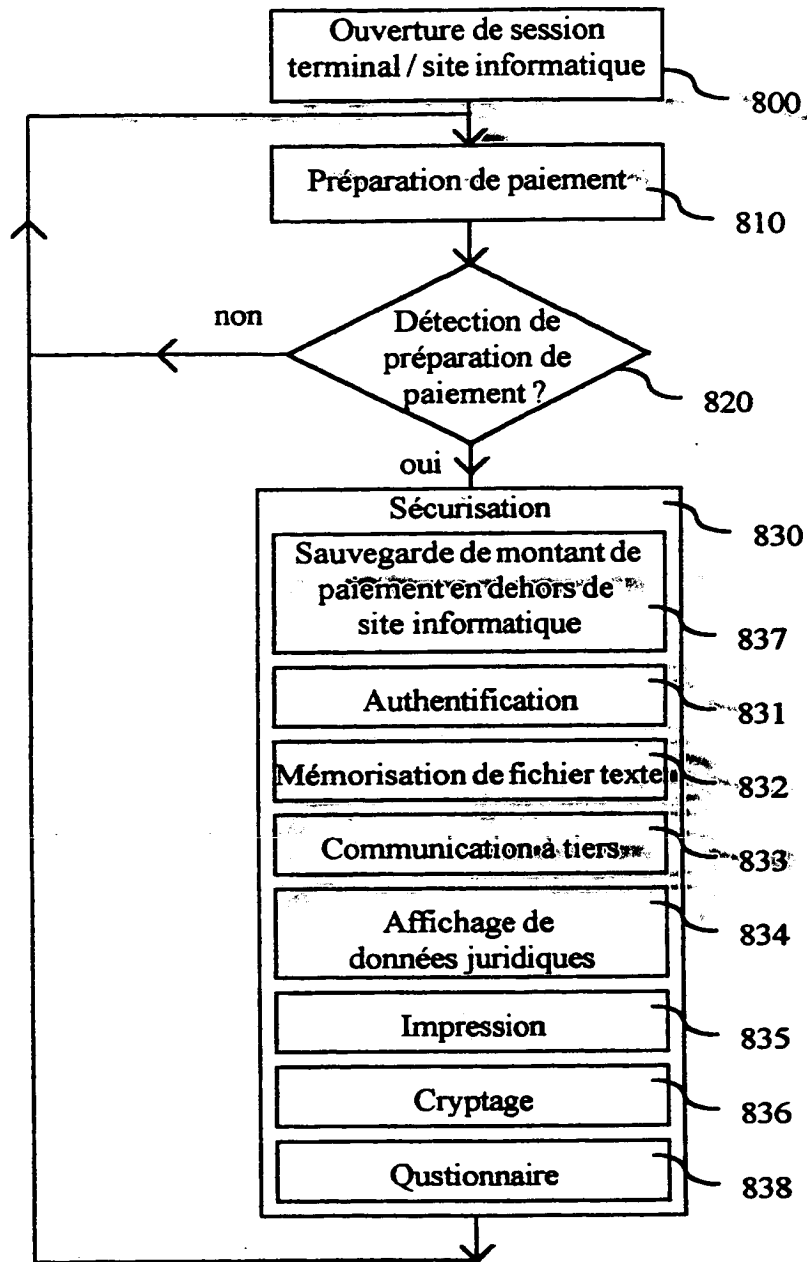 Ouverture de session
terminal / site informatique
800
Préparation de paiement
810
non
Détection de
préparation de
paiement ?
820
oui
Sécurisation
830
Sauvegarde de montant de
paiement en dehors de
site informatique
837
Authentification
831
Mémorisation de fichier texte
832
Communication à tiers
833
Affichage de
données juridiques
834
Impression
835
Cryptage
836
Qustionnaire
838